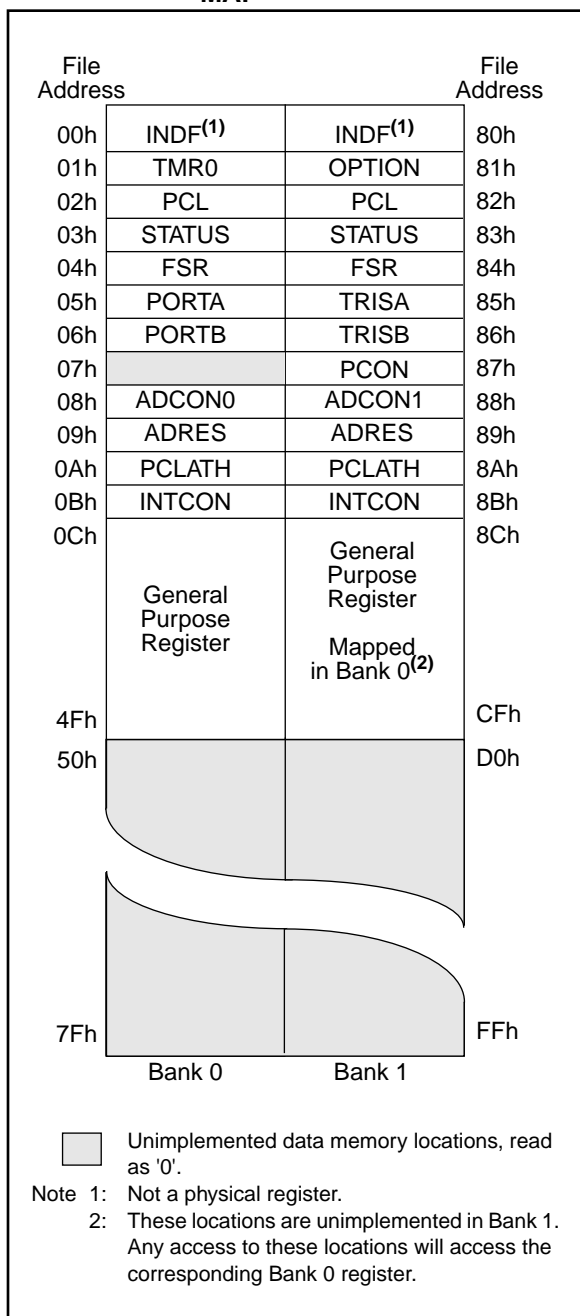 MAP
File Address File Address
00h INDF(1) INDF(1) 80h
01h TMR0 OPTION 81h
02h PCL PCL 82h
03h STATUS STATUS 83h
04h FSR FSR 84h
05h PORTA TRISA 85h
06h PORTB TRISB 86h
07h PCON 87h
08h ADCON0 ADCON1 88h
09h ADRES ADRES 89h
0Ah PCLATH PCLATH 8Ah
0Bh INTCON INTCON 8Bh
0Ch 8Ch
General
Purpose
Register
General
Purpose
Register
Mapped
in Bank 0(2)
4Fh CFh
50h D0h
7Fh FFh
Bank 0 Bank 1
Unimplemented data memory locations, read
as '0'.
Note 1: Not a physical register.
2: These locations are unimplemented in Bank 1.
Any access to these locations will access the
corresponding Bank 0 register.